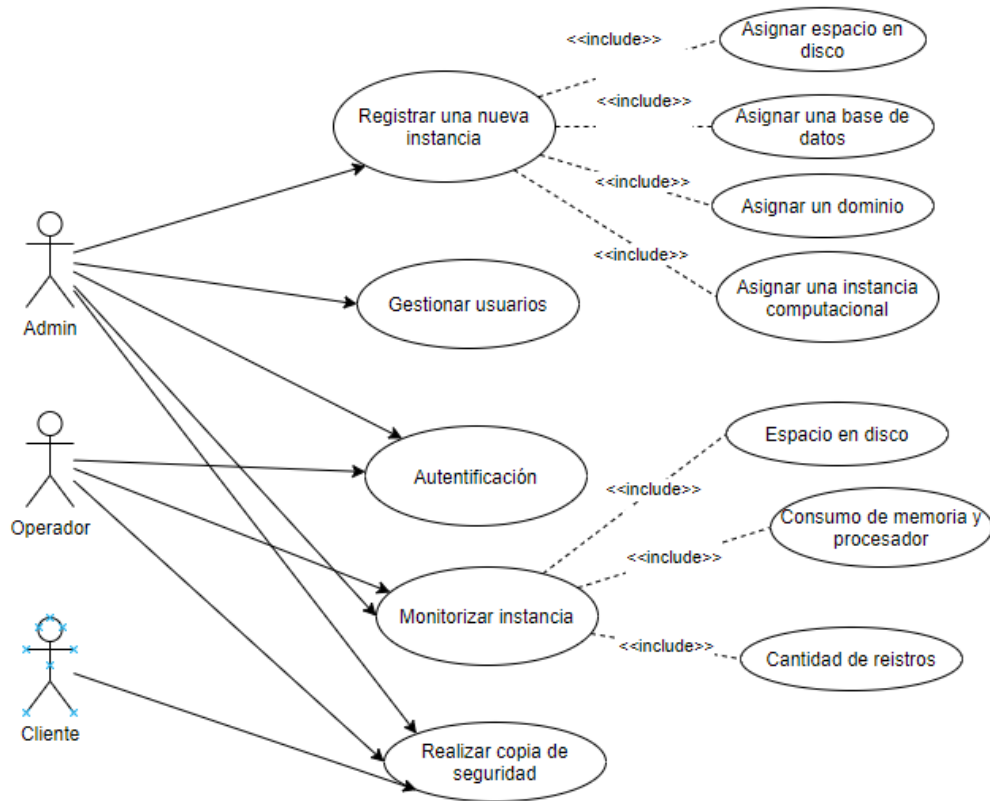 <<include>>
Asignar espacio en
disco
Registrar una nueva
instancia
<<include>>
Asignar una base de
datos
<<include>>
Asignar un dominio
<<include>>
Asignar una instancia
computacional
Admin
Gestionar usuarios
Espacio en disco
Autentificación
<<include>>
Operador
Consumo de memoria y
procesador
<<include>>
Monitorizar instancia
<<include>>
Cantidad de reistros
Cliente
Realizar copia de
seguridad